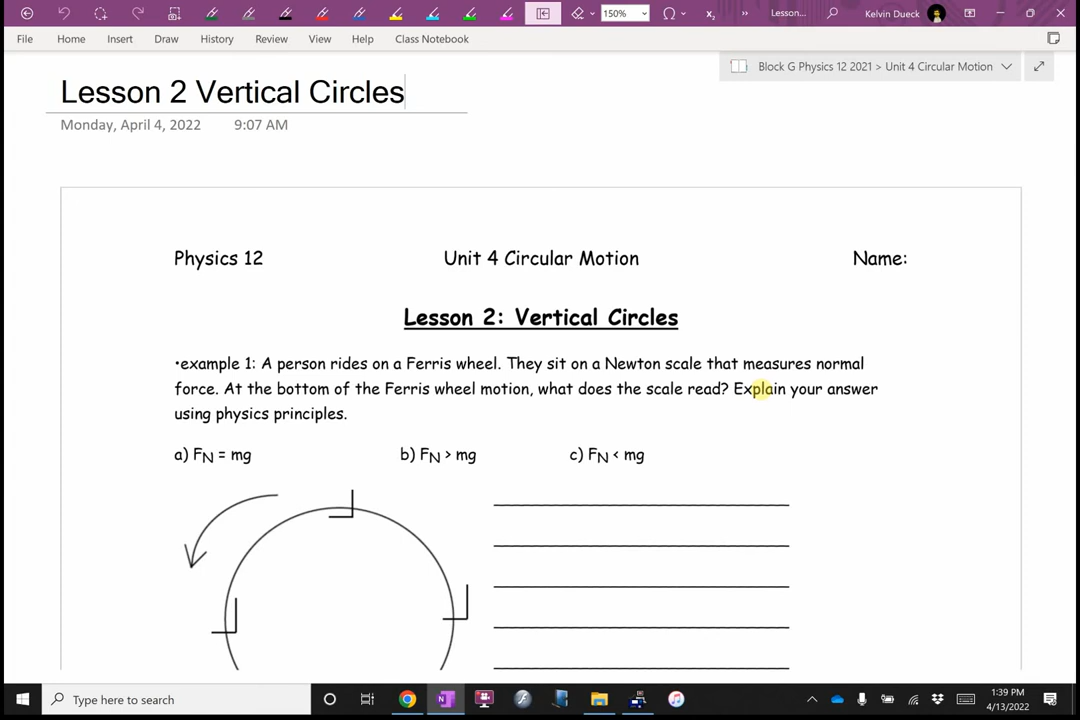 150%
x₂
Lesson...
Kelvin Dueck
File Home Insert Draw History Review View Help Class Notebook
Block G Physics 12 2021 > Unit 4 Circular Motion
Lesson 2 Vertical Circles
Monday, April 4, 2022 9:07 AM
Physics 12 Unit 4 Circular Motion Name:
Lesson 2: Vertical Circles
•example 1: A person rides on a Ferris wheel. They sit on a Newton scale that measures normal
force. At the bottom of the Ferris wheel motion, what does the scale read? Explain your answer
using physics principles.
a) FN = mg b) FN > mg c) FN < mg
Type here to search
1:39 PM
4/13/2022